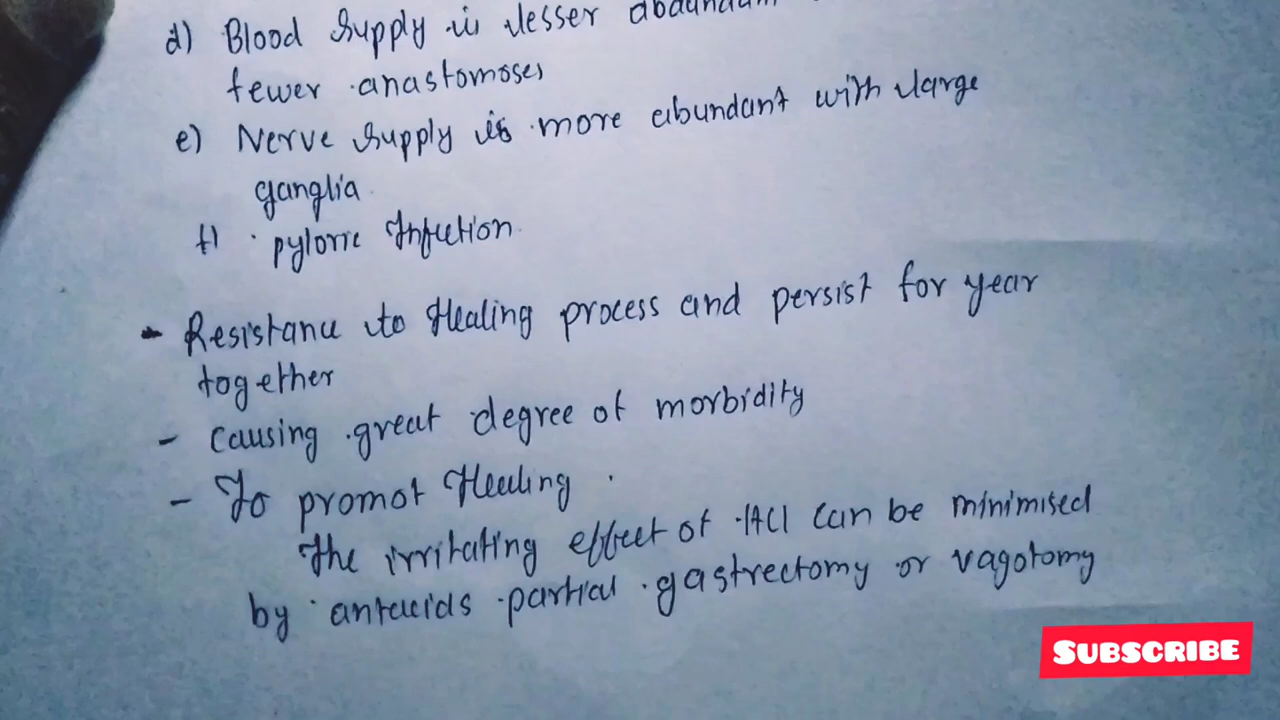 d) Blood supply is lesser abaundant
fewer anastomoses
e) Nerve supply is more abundant with large
ganglia
f) pyloric Infection
- Resistance to Healing process and persist for year
together
- causing great degree of morbidity
- To promot Healing.
The irritating effect of HCl can be minimised
by antacids partial gastrectomy or vagotomy
SUBSCRIBE